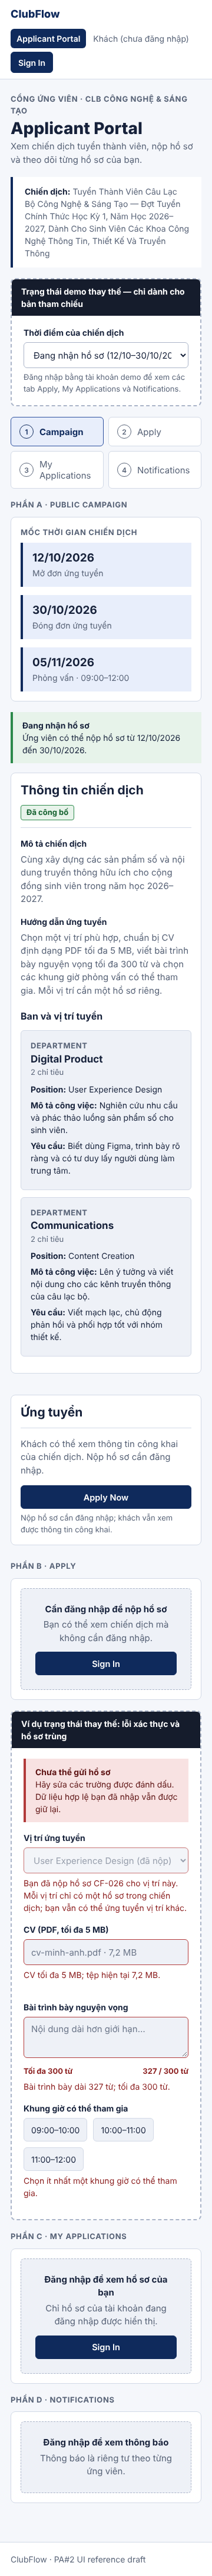 ClubFlow
Applicant Portal
Khách (chưa đăng nhập)
Sign In
CỔNG ỨNG VIÊN · CLB CÔNG NGHỆ & SÁNG
TẠO
Applicant Portal
Xem chiến dịch tuyển thành viên, nộp hồ sơ
và theo dõi từng hồ sơ của bạn.
Chiến dịch: Tuyển Thành Viên Câu Lạc
Bộ Công Nghệ & Sáng Tạo — Đợt Tuyển
Chính Thức Học Kỳ 1, Năm Học 2026–
2027, Dành Cho Sinh Viên Các Khoa Công
Nghệ Thông Tin, Thiết Kế Và Truyền
Thông
Trạng thái demo thay thế — chỉ dành cho
bản tham chiếu
Thời điểm của chiến dịch
Đang nhận hồ sơ (12/10–30/10/20
Đăng nhập bằng tài khoản demo để xem các
tab Apply, My Applications và Notifications.
1 Campaign
2 Apply
3 My
Applications
4 Notifications
PHẦN A · PUBLIC CAMPAIGN
MỐC THỜI GIAN CHIẾN DỊCH
12/10/2026
Mở đơn ứng tuyển
30/10/2026
Đóng đơn ứng tuyển
05/11/2026
Phỏng vấn · 09:00–12:00
Đang nhận hồ sơ
Ứng viên có thể nộp hồ sơ từ 12/10/2026
đến 30/10/2026.
Thông tin chiến dịch
Đã công bố
Mô tả chiến dịch
Cùng xây dựng các sản phẩm số và nội
dung truyền thông hữu ích cho cộng
đồng sinh viên trong năm học 2026–
2027.
Hướng dẫn ứng tuyển
Chọn một vị trí phù hợp, chuẩn bị CV
định dạng PDF tối đa 5 MB, viết bài trình
bày nguyện vọng tối đa 300 từ và chọn
các khung giờ phỏng vấn có thể tham
gia. Mỗi vị trí cần một hồ sơ riêng.
Ban và vị trí tuyển
DEPARTMENT
Digital Product
2 chỉ tiêu
Position: User Experience Design
Mô tả công việc: Nghiên cứu nhu cầu
và phác thảo luồng sản phẩm số cho
sinh viên.
Yêu cầu: Biết dùng Figma, trình bày rõ
ràng và có tư duy lấy người dùng làm
trung tâm.
DEPARTMENT
Communications
2 chỉ tiêu
Position: Content Creation
Mô tả công việc: Lên ý tưởng và viết
nội dung cho các kênh truyền thông
của câu lạc bộ.
Yêu cầu: Viết mạch lạc, chủ động
phản hồi và phối hợp tốt với nhóm
thiết kế.
Ứng tuyển
Khách có thể xem thông tin công khai
của chiến dịch. Nộp hồ sơ cần đăng
nhập.
Apply Now
Nộp hồ sơ cần đăng nhập; khách vẫn xem
được thông tin công khai.
PHẦN B · APPLY
Cần đăng nhập để nộp hồ sơ
Bạn có thể xem chiến dịch mà
không cần đăng nhập.
Sign In
Ví dụ trạng thái thay thế: lỗi xác thực và
hồ sơ trùng
Chưa thể gửi hồ sơ
Hãy sửa các trường được đánh dấu.
Dữ liệu hợp lệ bạn đã nhập vẫn được
giữ lại.
Vị trí ứng tuyển
User Experience Design (đã nộp)
Bạn đã nộp hồ sơ CF-026 cho vị trí này.
Mỗi vị trí chỉ có một hồ sơ trong chiến
dịch; bạn vẫn có thể ứng tuyển vị trí khác.
CV (PDF, tối đa 5 MB)
cv-minh-anh.pdf · 7,2 MB
CV tối đa 5 MB; tệp hiện tại 7,2 MB.
Bài trình bày nguyện vọng
Nội dung dài hơn giới hạn...
Tối đa 300 từ
327 / 300 từ
Bài trình bày dài 327 từ; tối đa 300 từ.
Khung giờ có thể tham gia
09:00–10:00
10:00–11:00
11:00–12:00
Chọn ít nhất một khung giờ có thể tham
gia.
PHẦN C · MY APPLICATIONS
Đăng nhập để xem hồ sơ của
bạn
Chỉ hồ sơ của tài khoản đang
đăng nhập được hiển thị.
Sign In
PHẦN D · NOTIFICATIONS
Đăng nhập để xem thông báo
Thông báo là riêng tư theo từng
ứng viên.
ClubFlow · PA#2 UI reference draft